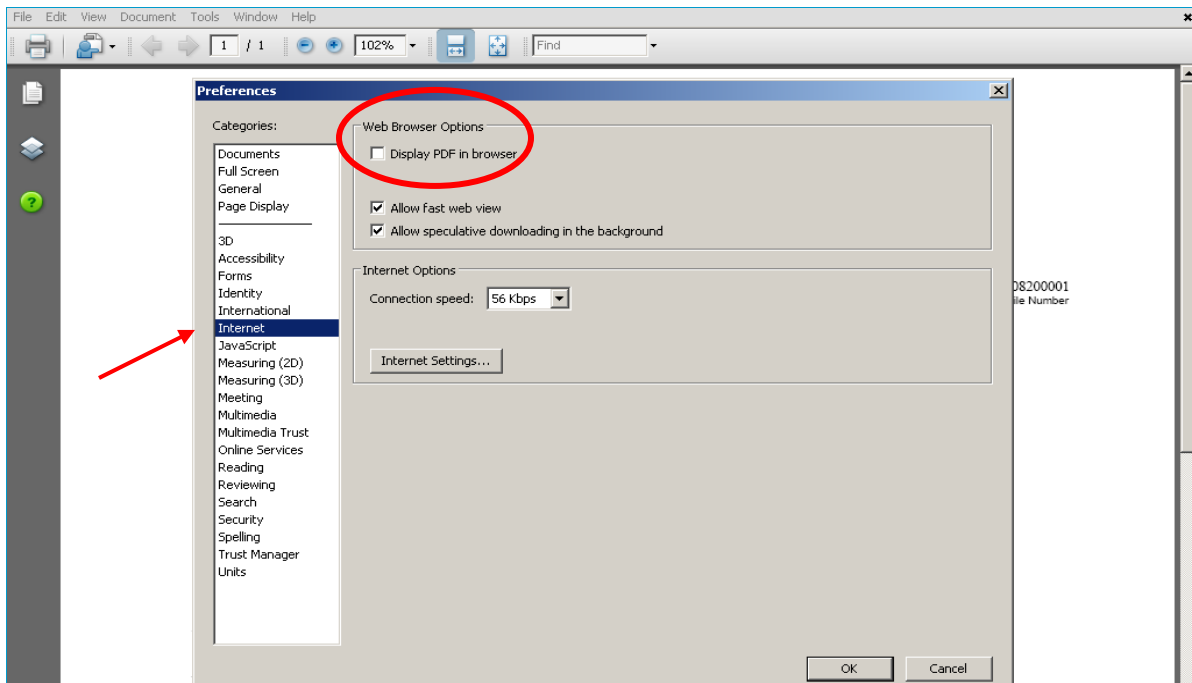 File Edit View Document Tools Window Help
1 / 1 102% Find
Preferences
Categories:
Documents
Full Screen
General
Page Display
3D
Accessibility
Forms
Identity
International
Internet
JavaScript
Measuring (2D)
Measuring (3D)
Meeting
Multimedia
Multimedia Trust
Online Services
Reading
Reviewing
Search
Security
Spelling
Trust Manager
Units
Web Browser Options
Display PDF in browser
Allow fast web view
Allow speculative downloading in the background
Internet Options
Connection speed: 56 Kbps
Internet Settings...
OK Cancel
08200001
Number